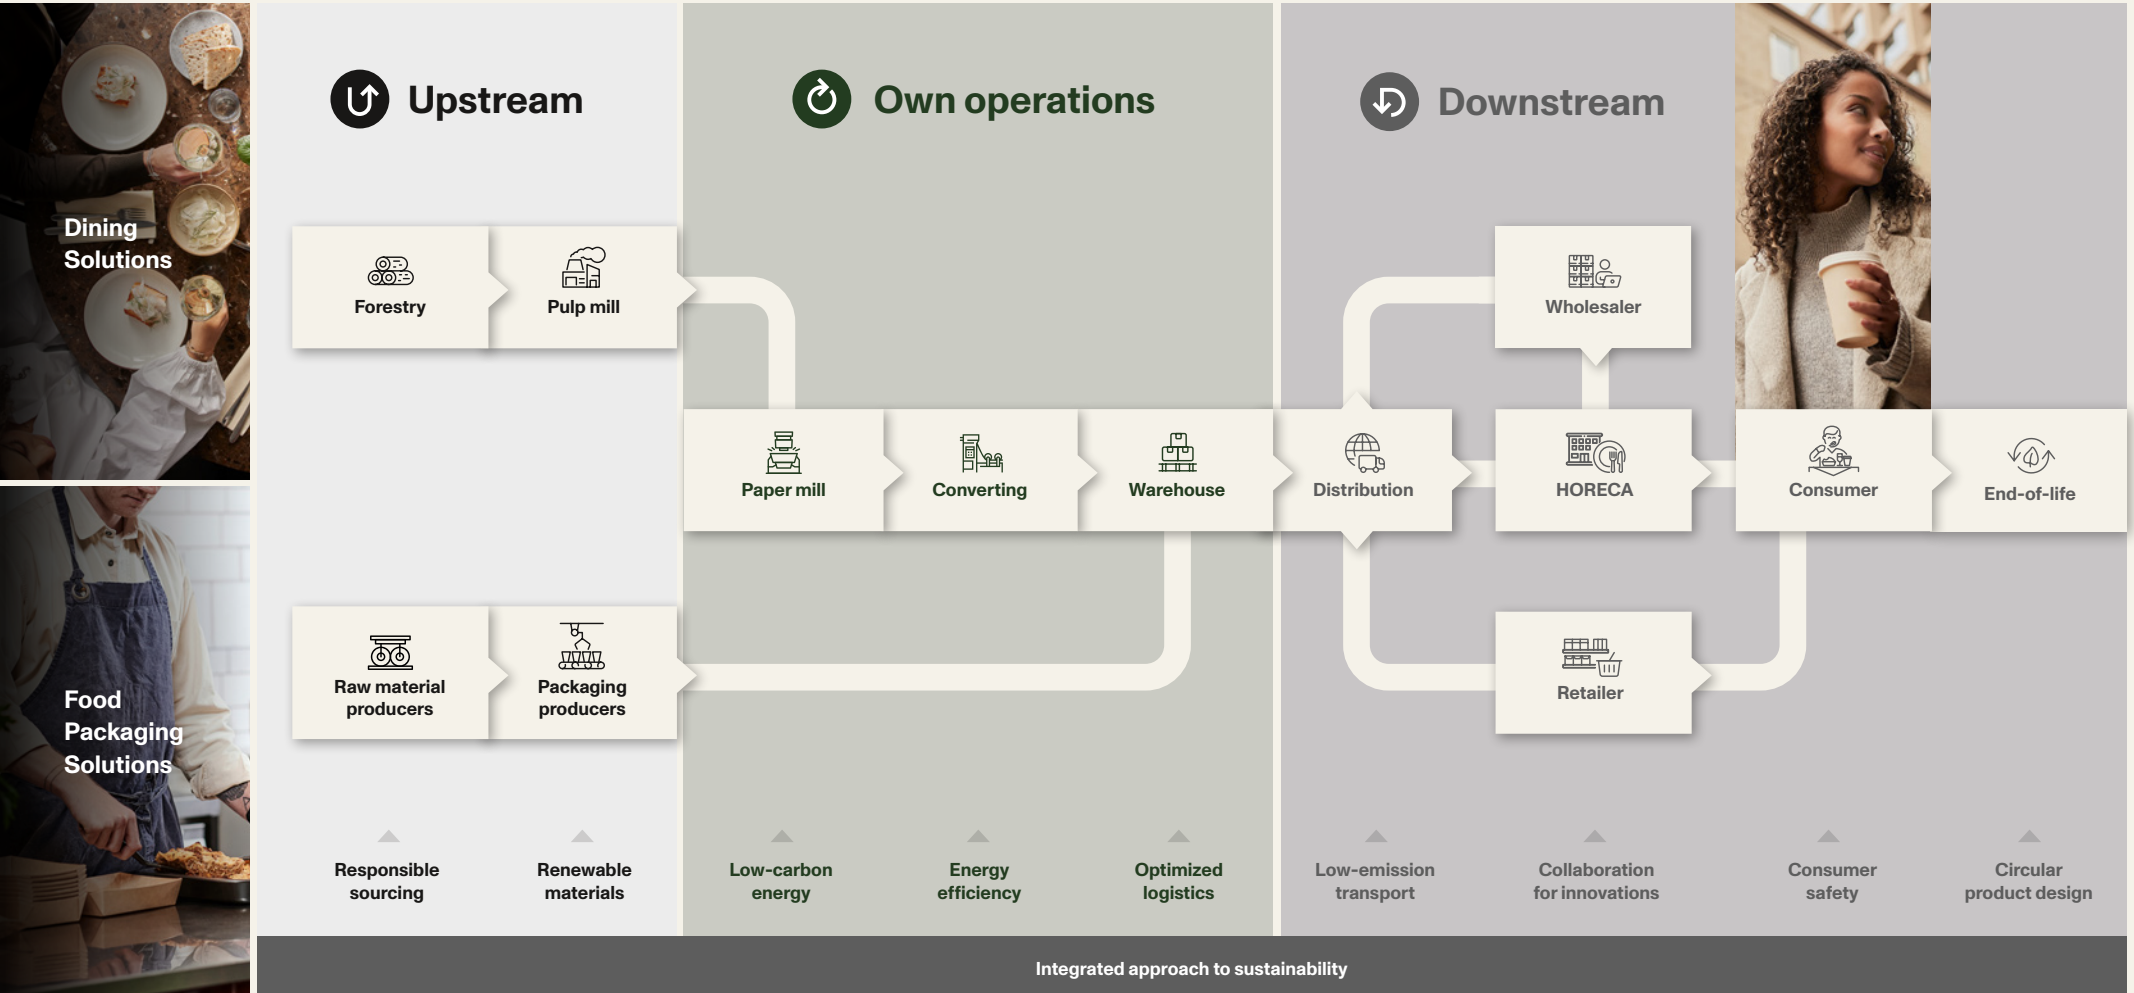 Dining
Solutions
Food
Packaging
Solutions
Upstream
Own operations
Downstream
Forestry
Pulp mill
Wholesaler
Paper mill
Converting
Warehouse
Distribution
HORECA
Consumer
End-of-life
Raw material
producers
Packaging
producers
Retailer
Responsible
sourcing
Renewable
materials
Low-carbon
energy
Energy
efficiency
Optimized
logistics
Low-emission
transport
Collaboration
for innovations
Consumer
safety
Circular
product design
Integrated approach to sustainability